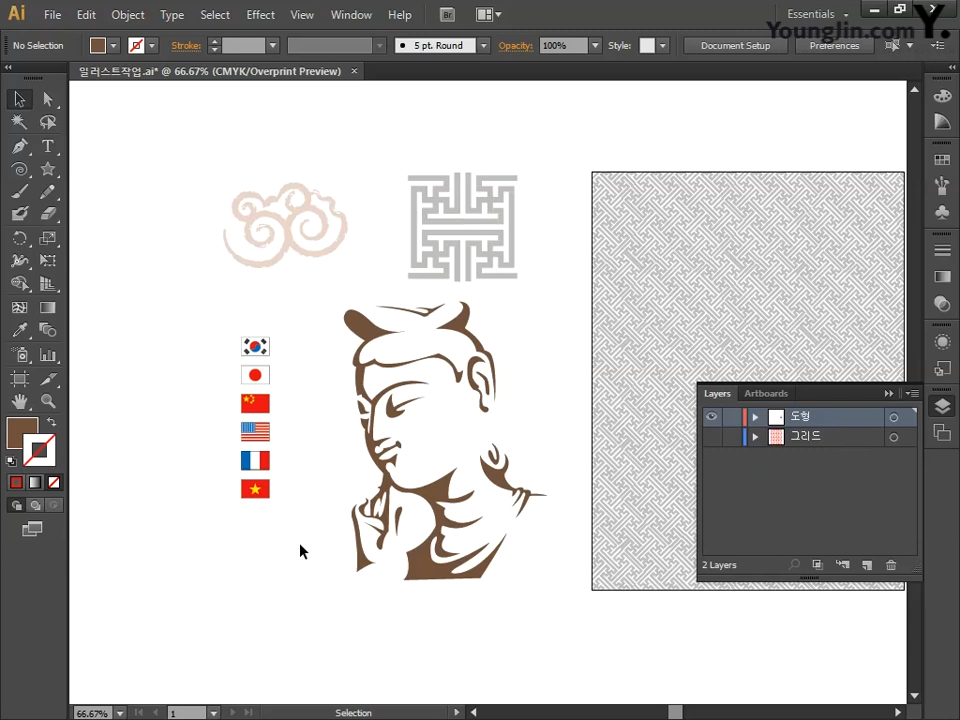 Ai File Edit Object Type Select Effect View Window Help Br Essentials
Youngjin.com Y.
No Selection Stroke: 5 pt. Round Opacity: 100% Style: Document Setup Preferences
일러스트작업.ai* @ 66.67% (CMYK/Overprint Preview)
Layers Artboards
도형
그리드
2 Layers
66.67% 1 Selection